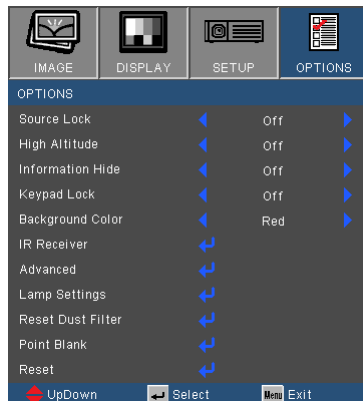 IMAGE DISPLAY SETUP OPTIONS
OPTIONS
Source Lock Off
High Altitude Off
Information Hide Off
Keypad Lock Off
Background Color Red
IR Receiver
Advanced
Lamp Settings
Reset Dust Filter
Point Blank
Reset
UpDown Select Menu Exit